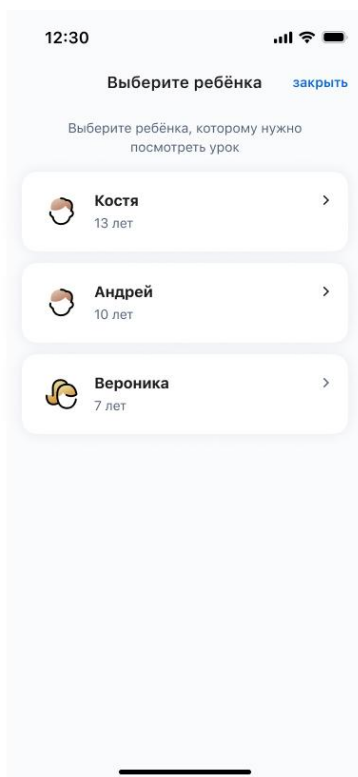 12:30
Выберите ребёнка закрыть
Выберите ребёнка, которому нужно
посмотреть урок
Костя
13 лет
Андрей
10 лет
Вероника
7 лет